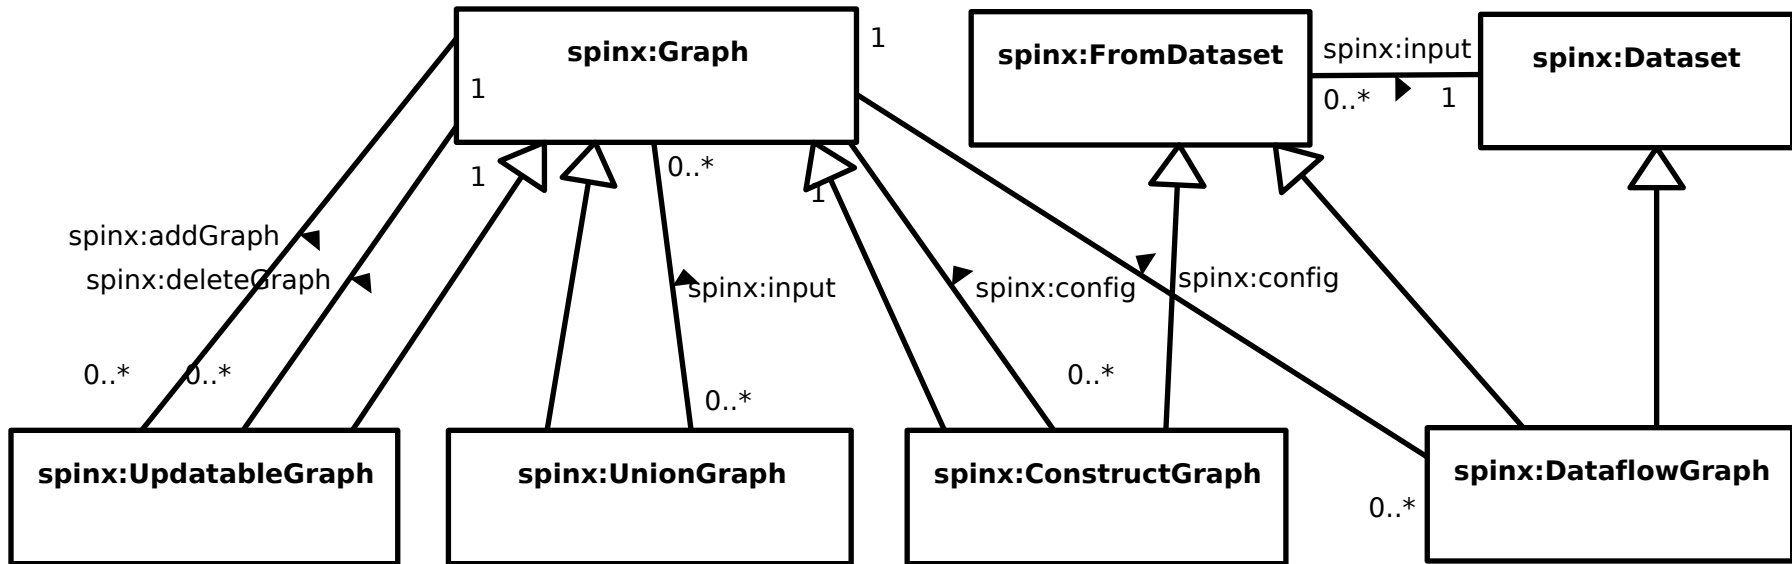 spinx:Graph
1
spinx:FromDataset
spinx:input
spinx:Dataset
1
0..*
1
1
0..*
1
spinx:addGraph
spinx:deleteGraph
spinx:input
spinx:config
spinx:config
0..*
0..*
0..*
0..*
spinx:UpdatableGraph
spinx:UnionGraph
spinx:ConstructGraph
spinx:DataflowGraph
0..*